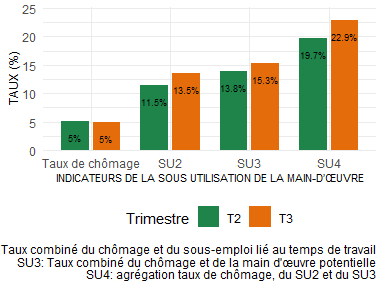 25
20
15
10
5
0
TAUX (%)
5% 5% 11.5% 13.5% 13.8% 15.3% 19.7% 22.9%
Taux de chômage SU2 SU3 SU4
INDICATEURS DE LA SOUS UTILISATION DE LA MAIN-D'ŒUVRE
Trimestre T2 T3
Taux combiné du chômage et du sous-emploi lié au temps de travail
SU3: Taux combiné du chômage et de la main d'œuvre potentielle
SU4: agrégation taux de chômage, du SU2 et du SU3